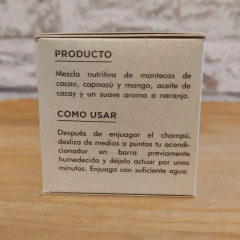 PRODUCTO
Mezcla nutritiva de mantecas de
cacao, copoazú y mango, aceite de
cacay y un suave aroma a naranja.
COMO USAR
Después de enjuagar el champú,
desliza de medios a puntas tu acondi-
cionador en barra previamente
humedecido y déjalo actuar por unos
minutos. Enjuaga con suficiente agua.